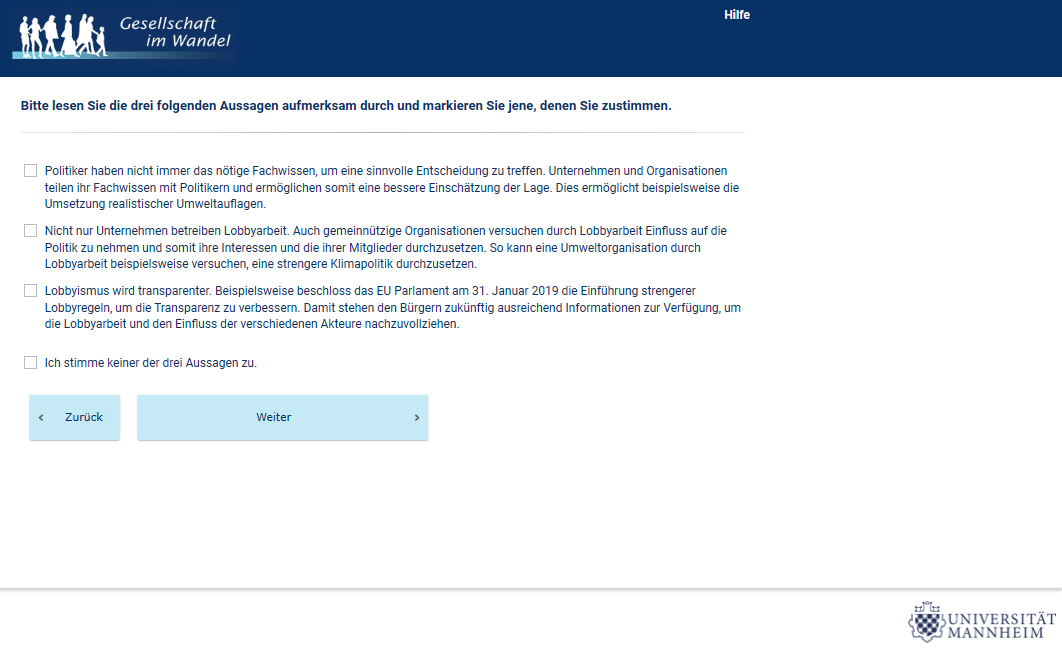 Gesellschaft
im Wandel
Hilfe
Bitte lesen Sie die drei folgenden Aussagen aufmerksam durch und markieren Sie jene, denen Sie zustimmen.
Politiker haben nicht immer das nötige Fachwissen, um eine sinnvolle Entscheidung zu treffen. Unternehmen und Organisationen
teilen ihr Fachwissen mit Politikern und ermöglichen somit eine bessere Einschätzung der Lage. Dies ermöglicht beispielsweise die
Umsetzung realistischer Umweltauflagen.
Nicht nur Unternehmen betreiben Lobbyarbeit. Auch gemeinnützige Organisationen versuchen durch Lobbyarbeit Einfluss auf die
Politik zu nehmen und somit ihre Interessen und die ihrer Mitglieder durchzusetzen. So kann eine Umweltorganisation durch
Lobbyarbeit beispielsweise versuchen, eine strengere Klimapolitik durchzusetzen.
Lobbyismus wird transparenter. Beispielsweise beschloss das EU Parlament am 31. Januar 2019 die Einführung strengerer
Lobbyregeln, um die Transparenz zu verbessern. Damit stehen den Bürgern zukünftig ausreichend Informationen zur Verfügung, um
die Lobbyarbeit und den Einfluss der verschiedenen Akteure nachzuvollziehen.
Ich stimme keiner der drei Aussagen zu.
Zurück
Weiter
UNIVERSITÄT
MANNHEIM